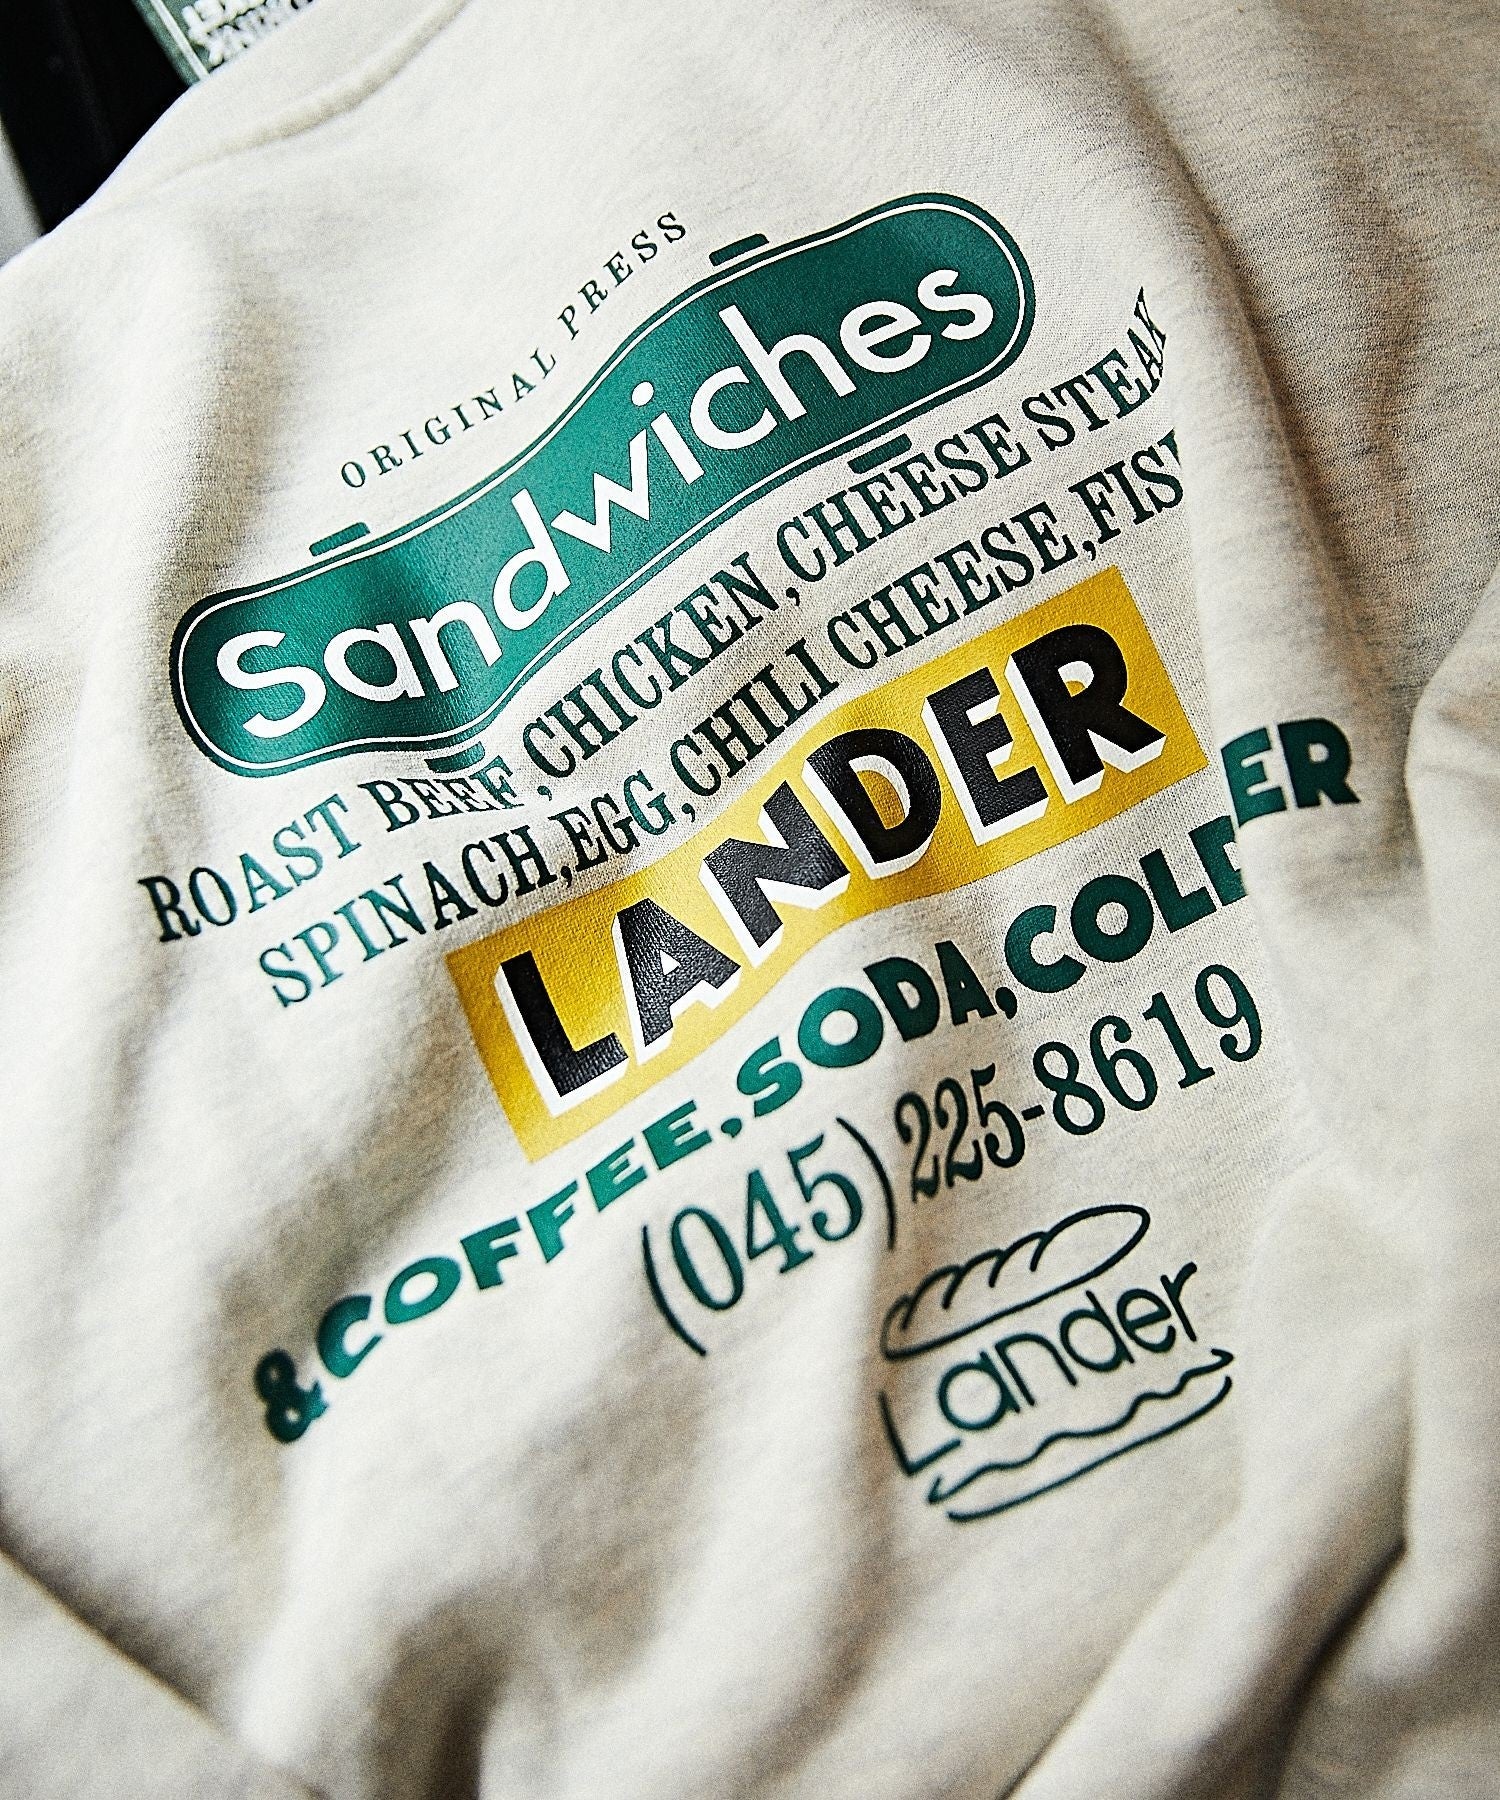 ORIGINAL PRESS
Sandwiches
ROAST BEEF,CHICKEN,CHEESE STEAK
SPINACH,EGG,CHILI CHEESE,FISH
LANDER
&COFFEE,SODA,COLDER
(045)225-8619
Lander